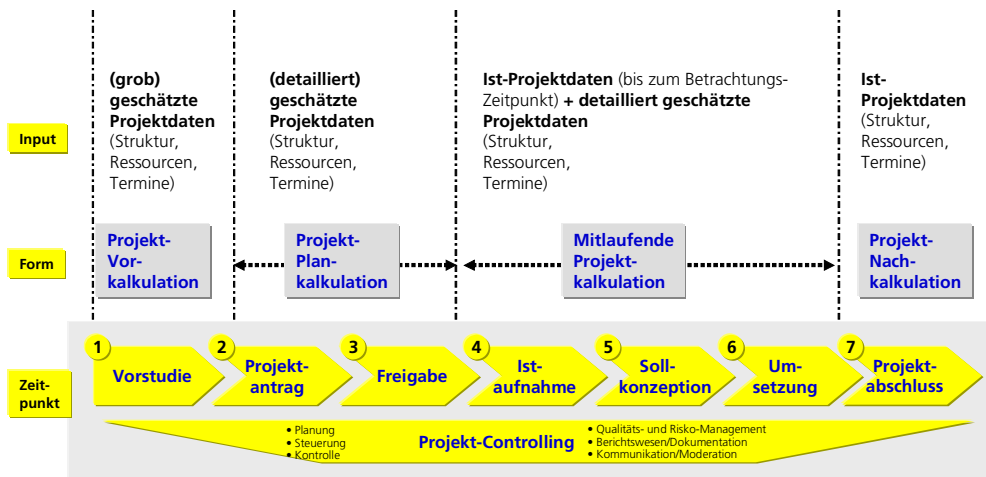 Input
(grob)
geschätzte
Projektdaten
(Struktur,
Ressourcen,
Termine)
(detailliert)
geschätzte
Projektdaten
(Struktur,
Ressourcen,
Termine)
Ist-Projektdaten (bis zum Betrachtungs-
Zeitpunkt) + detailliert geschätzte
Projektdaten
(Struktur,
Ressourcen,
Termine)
Ist-
Projektdaten
(Struktur,
Ressourcen,
Termine)
Form
Projekt-
Vor-
kalkulation
Projekt-
Plan-
kalkulation
Mitlaufende
Projekt-
kalkulation
Projekt-
Nach-
kalkulation
Zeit-
punkt
1
Vorstudie
2
Projekt-
antrag
3
Freigabe
4
Ist-
aufnahme
5
Soll-
konzeption
6
Um-
setzung
7
Projekt-
abschluss
• Planung
• Steuerung
• Kontrolle
Projekt-Controlling
• Qualitäts- und Risko-Management
• Berichtswesen/Dokumentation
• Kommunikation/Moderation